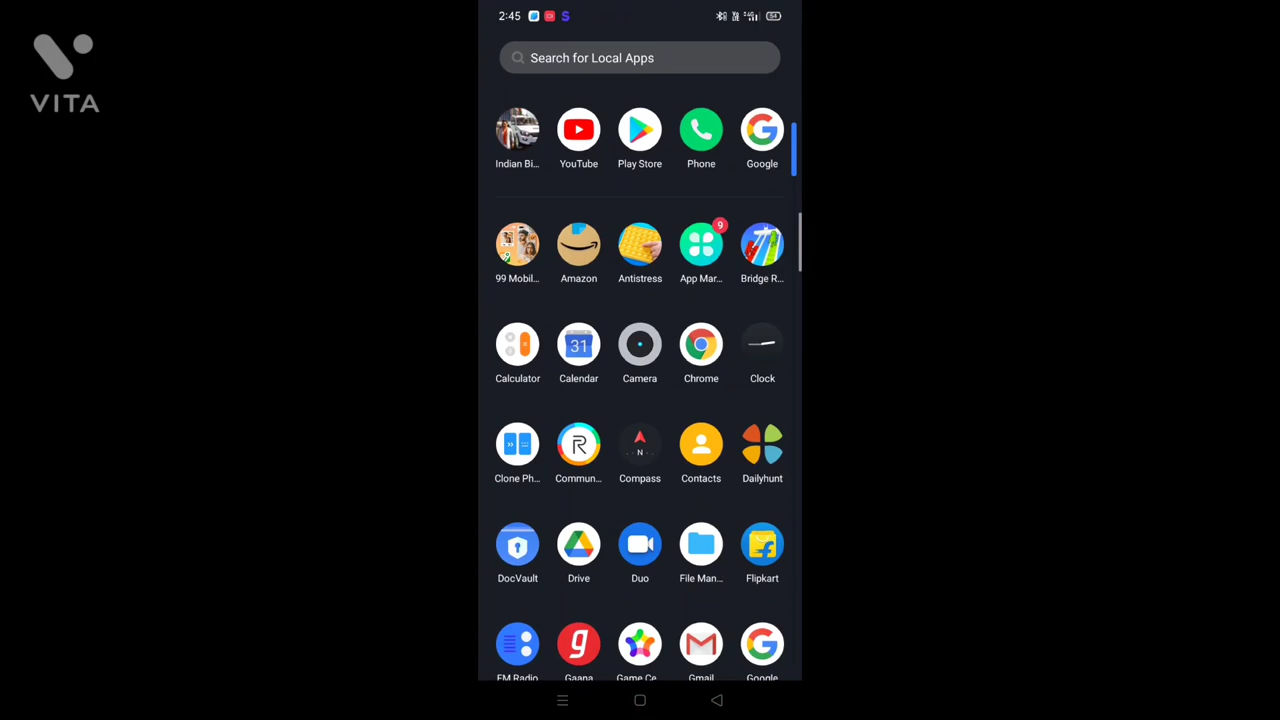 VITA
2:45
54
Search for Local Apps
Indian Bi... YouTube Play Store Phone Google
9
99 Mobil... Amazon Antistress App Mar... Bridge R...
31
Calculator Calendar Camera Chrome Clock
R
N
Clone Ph... Commun... Compass Contacts Dailyhunt
DocVault Drive Duo File Man... Flipkart
g
FM Radio Gaana Game Ce... Gmail Google